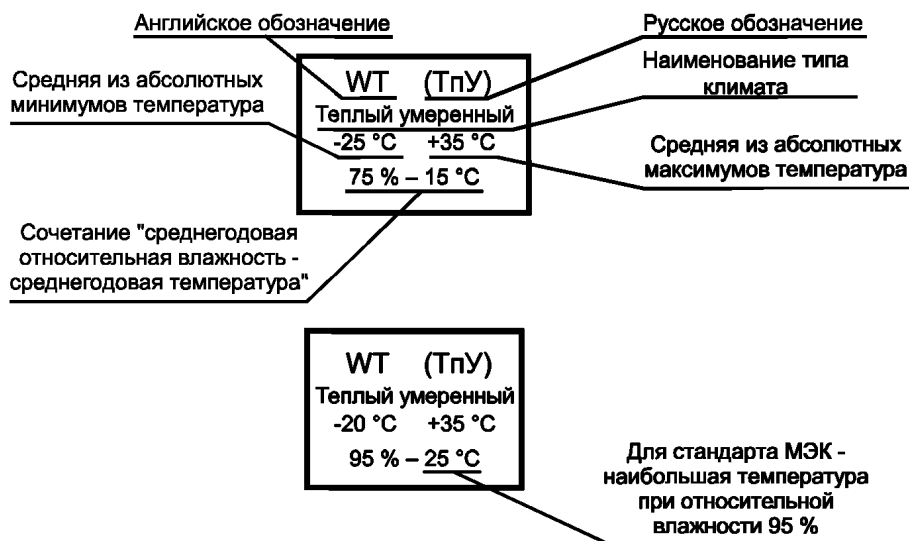 Английское обозначение
Русское обозначение
WT (ТпУ)
Наименование типа
климата
Средняя из абсолютных
минимумов температура
Теплый умеренный
-25 °C +35 °C
Средняя из абсолютных
максимумов температура
75 % – 15 °C
Сочетание "среднегодовая
относительная влажность -
среднегодовая температура"
WT (ТпУ)
Теплый умеренный
-20 °C +35 °C
95 % – 25 °C
Для стандарта МЭК -
наибольшая температура
при относительной
влажности 95 %